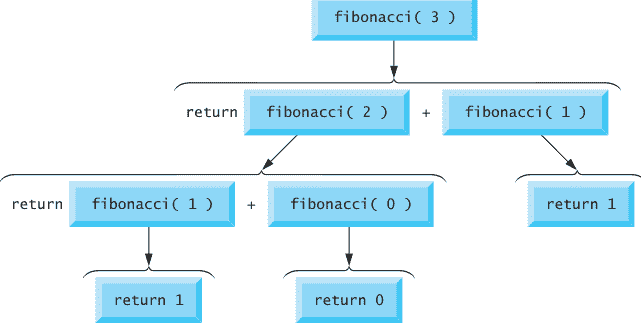 fibonacci( 3 )
return fibonacci( 2 ) + fibonacci( 1 )
return fibonacci( 1 ) + fibonacci( 0 )
return 1
return 1
return 0